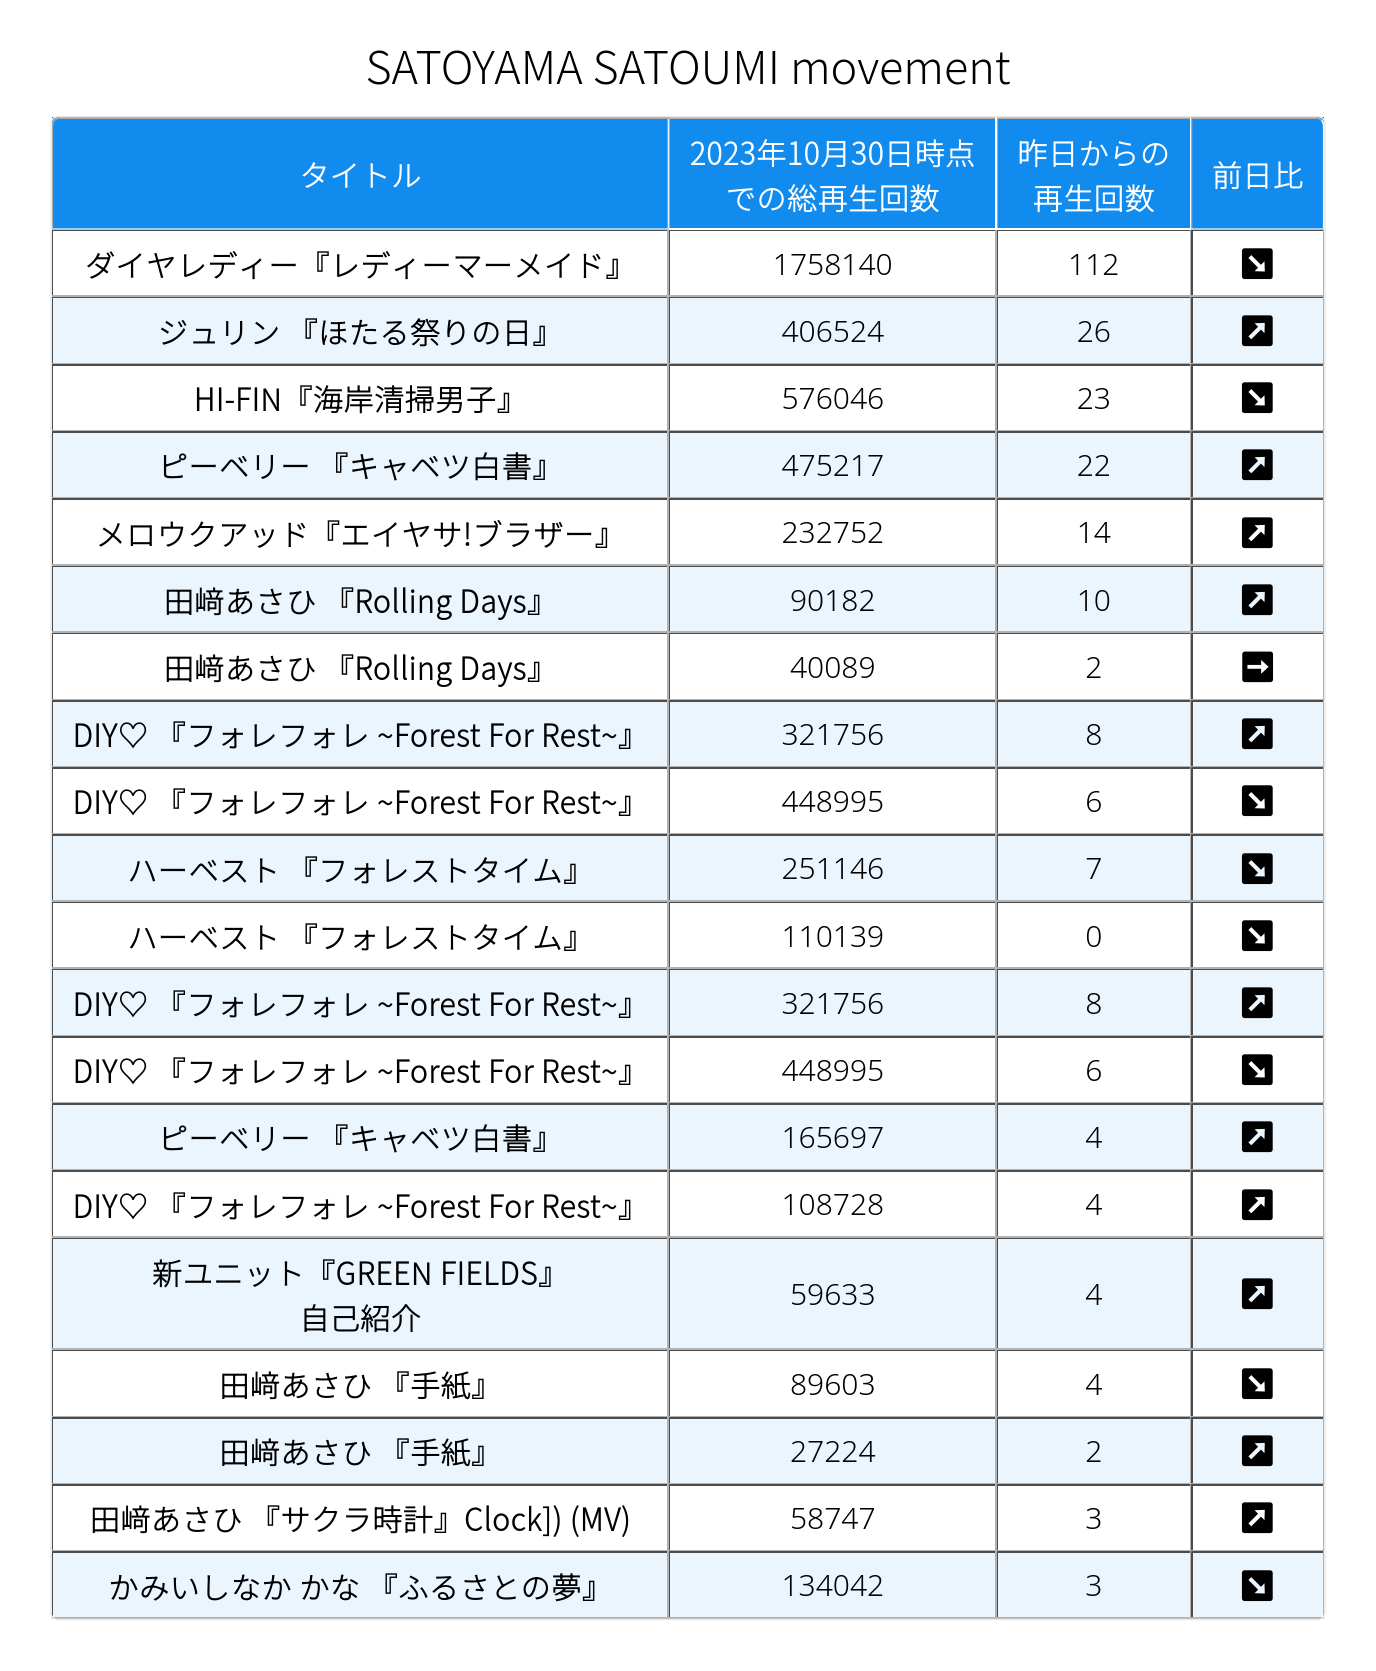 SATOYAMA SATOUMI movement
タイトル 2023年10月30日時点 昨日からの 前日比
での総再生回数 再生回数
ダイヤレディー『レディーマーメイド』 1758140 112 ↘
ジュリン 『ほたる祭りの日』 406524 26 ↗
HI-FIN『海岸清掃男子』 576046 23 ↘
ピーベリー 『キャベツ白書』 475217 22 ↗
メロウクアッド『エイヤサ!ブラザー』 232752 14 ↗
田﨑あさひ 『Rolling Days』 90182 10 ↗
田﨑あさひ 『Rolling Days』 40089 2 →
DIY♡ 『フォレフォレ ~Forest For Rest~』 321756 8 ↗
DIY♡ 『フォレフォレ ~Forest For Rest~』 448995 6 ↘
ハーベスト 『フォレストタイム』 251146 7 ↘
ハーベスト 『フォレストタイム』 110139 0 ↘
DIY♡ 『フォレフォレ ~Forest For Rest~』 321756 8 ↗
DIY♡ 『フォレフォレ ~Forest For Rest~』 448995 6 ↘
ピーベリー 『キャベツ白書』 165697 4 ↗
DIY♡ 『フォレフォレ ~Forest For Rest~』 108728 4 ↗
新ユニット『GREEN FIELDS』 59633 4 ↗
自己紹介
田﨑あさひ 『手紙』 89603 4 ↘
田﨑あさひ 『手紙』 27224 2 ↗
田﨑あさひ 『サクラ時計』Clock]) (MV) 58747 3 ↗
かみいしなか かな 『ふるさとの夢』 134042 3 ↘